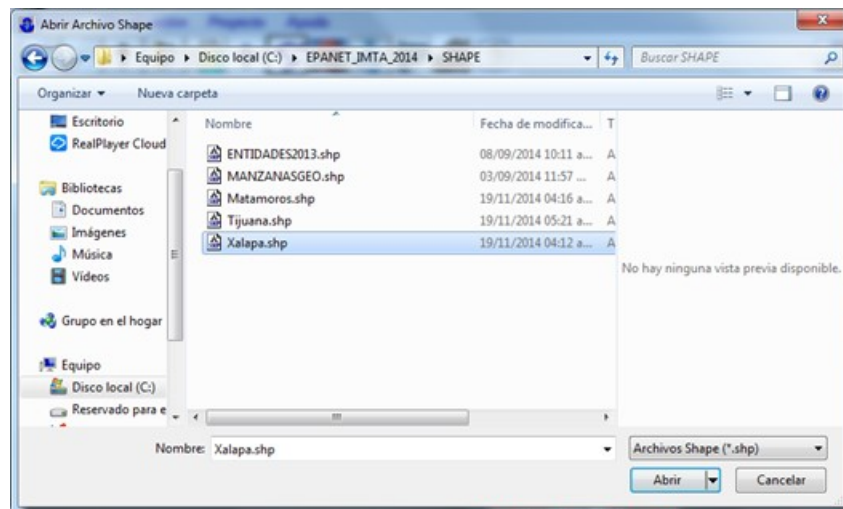 Abrir Archivo Shape
Equipo Disco local (C:) EPANET_IMTA_2014 SHAPE
Buscar SHAPE
Organizar Nueva carpeta
Escritorio
RealPlayer Cloud
Bibliotecas
Documentos
Imágenes
Música
Vídeos
Grupo en el hogar
Equipo
Disco local (C:)
Reservado para e
Nombre Fecha de modifica... T
ENTIDADES2013.shp 08/09/2014 10:11 a... A
MANZANASGEO.shp 03/09/2014 11:57 ... A
Matamoros.shp 19/11/2014 04:16 a... A
Tijuana.shp 19/11/2014 05:21 a... A
Xalapa.shp 19/11/2014 04:12 a... A
No hay ninguna vista previa disponible.
Nombre: Xalapa.shp
Archivos Shape (*.shp)
Abrir
Cancelar